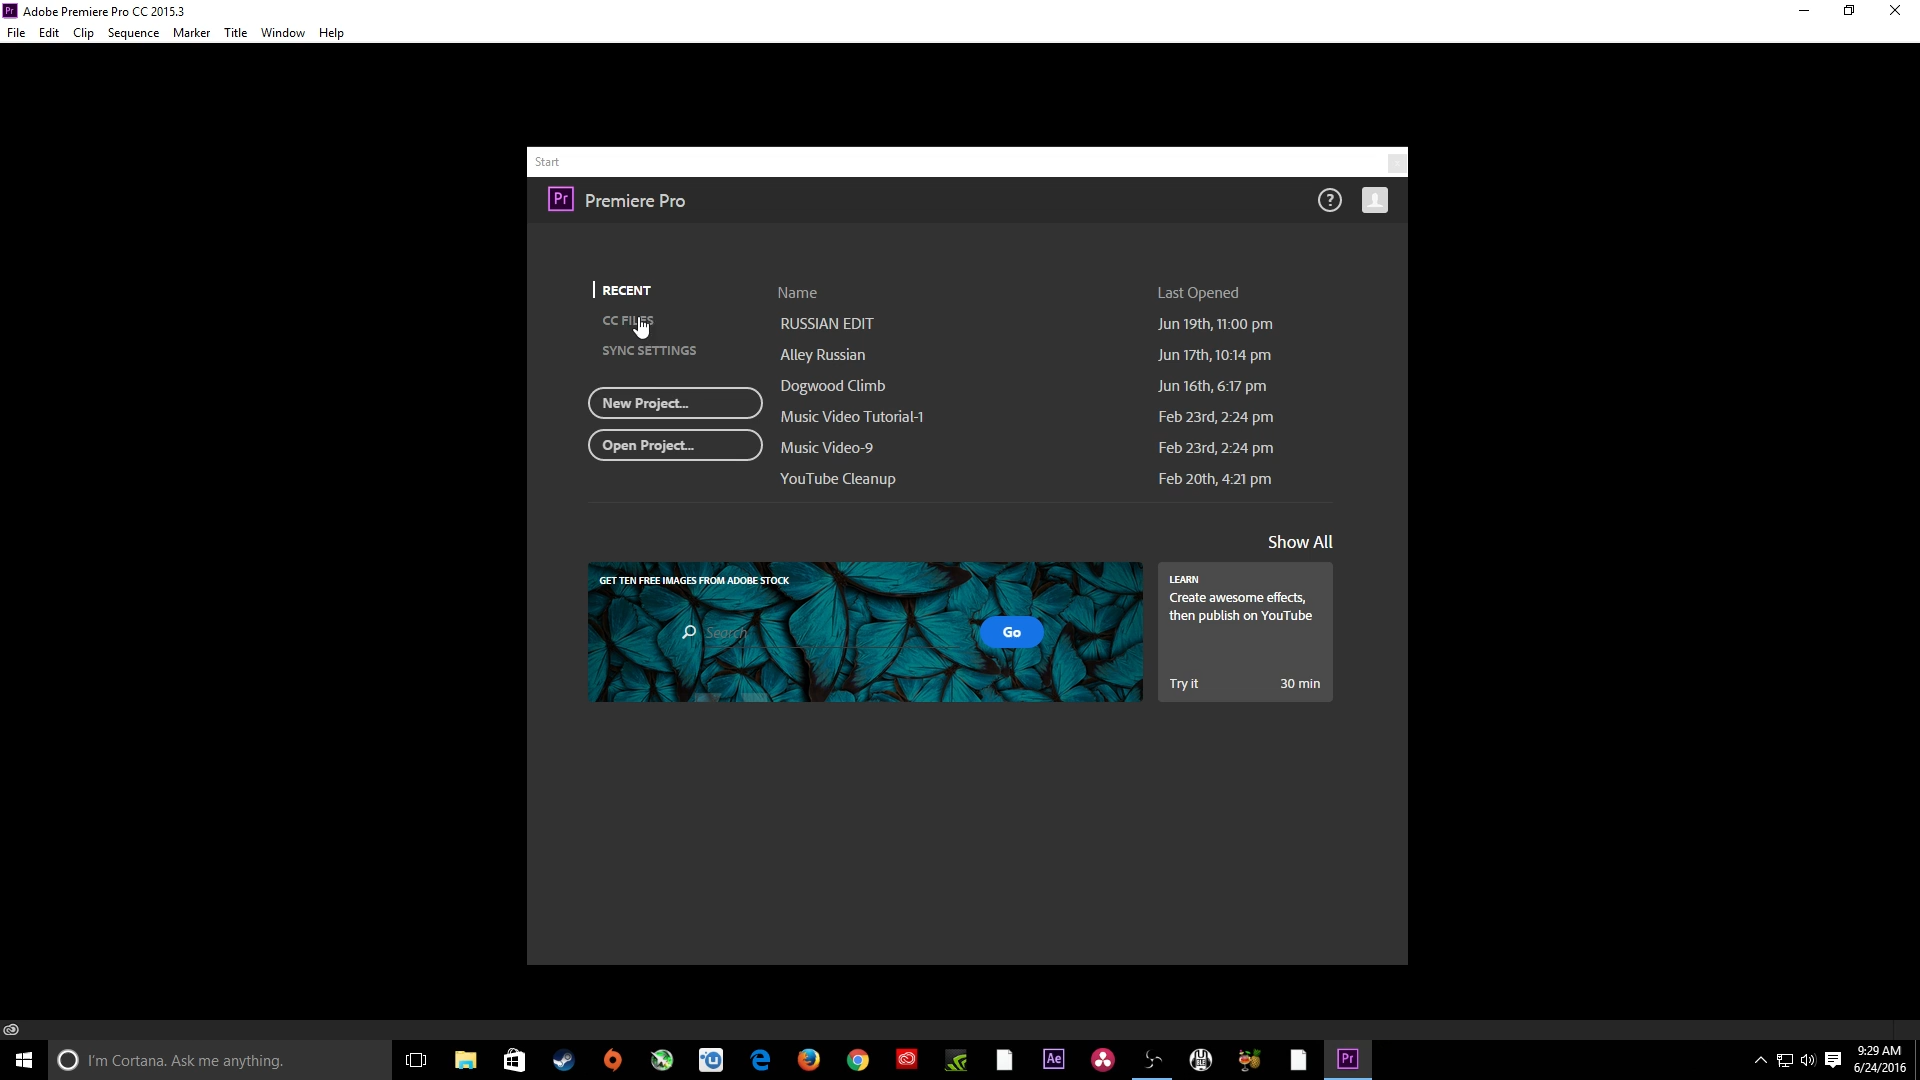 Pr Adobe Premiere Pro CC 2015.3
File Edit Clip Sequence Marker Title Window Help
Start
Pr Premiere Pro ?
RECENT
CC FILES
SYNC SETTINGS
New Project...
Open Project...
Name Last Opened
RUSSIAN EDIT Jun 19th, 11:00 pm
Alley Russian Jun 17th, 10:14 pm
Dogwood Climb Jun 16th, 6:17 pm
Music Video Tutorial-1 Feb 23rd, 2:24 pm
Music Video-9 Feb 23rd, 2:24 pm
YouTube Cleanup Feb 20th, 4:21 pm
Show All
GET TEN FREE IMAGES FROM ADOBE STOCK
Search
Go
LEARN
Create awesome effects,
then publish on YouTube
Try it 30 min
I'm Cortana. Ask me anything.
Ae
Pr
9:29 AM
6/24/2016